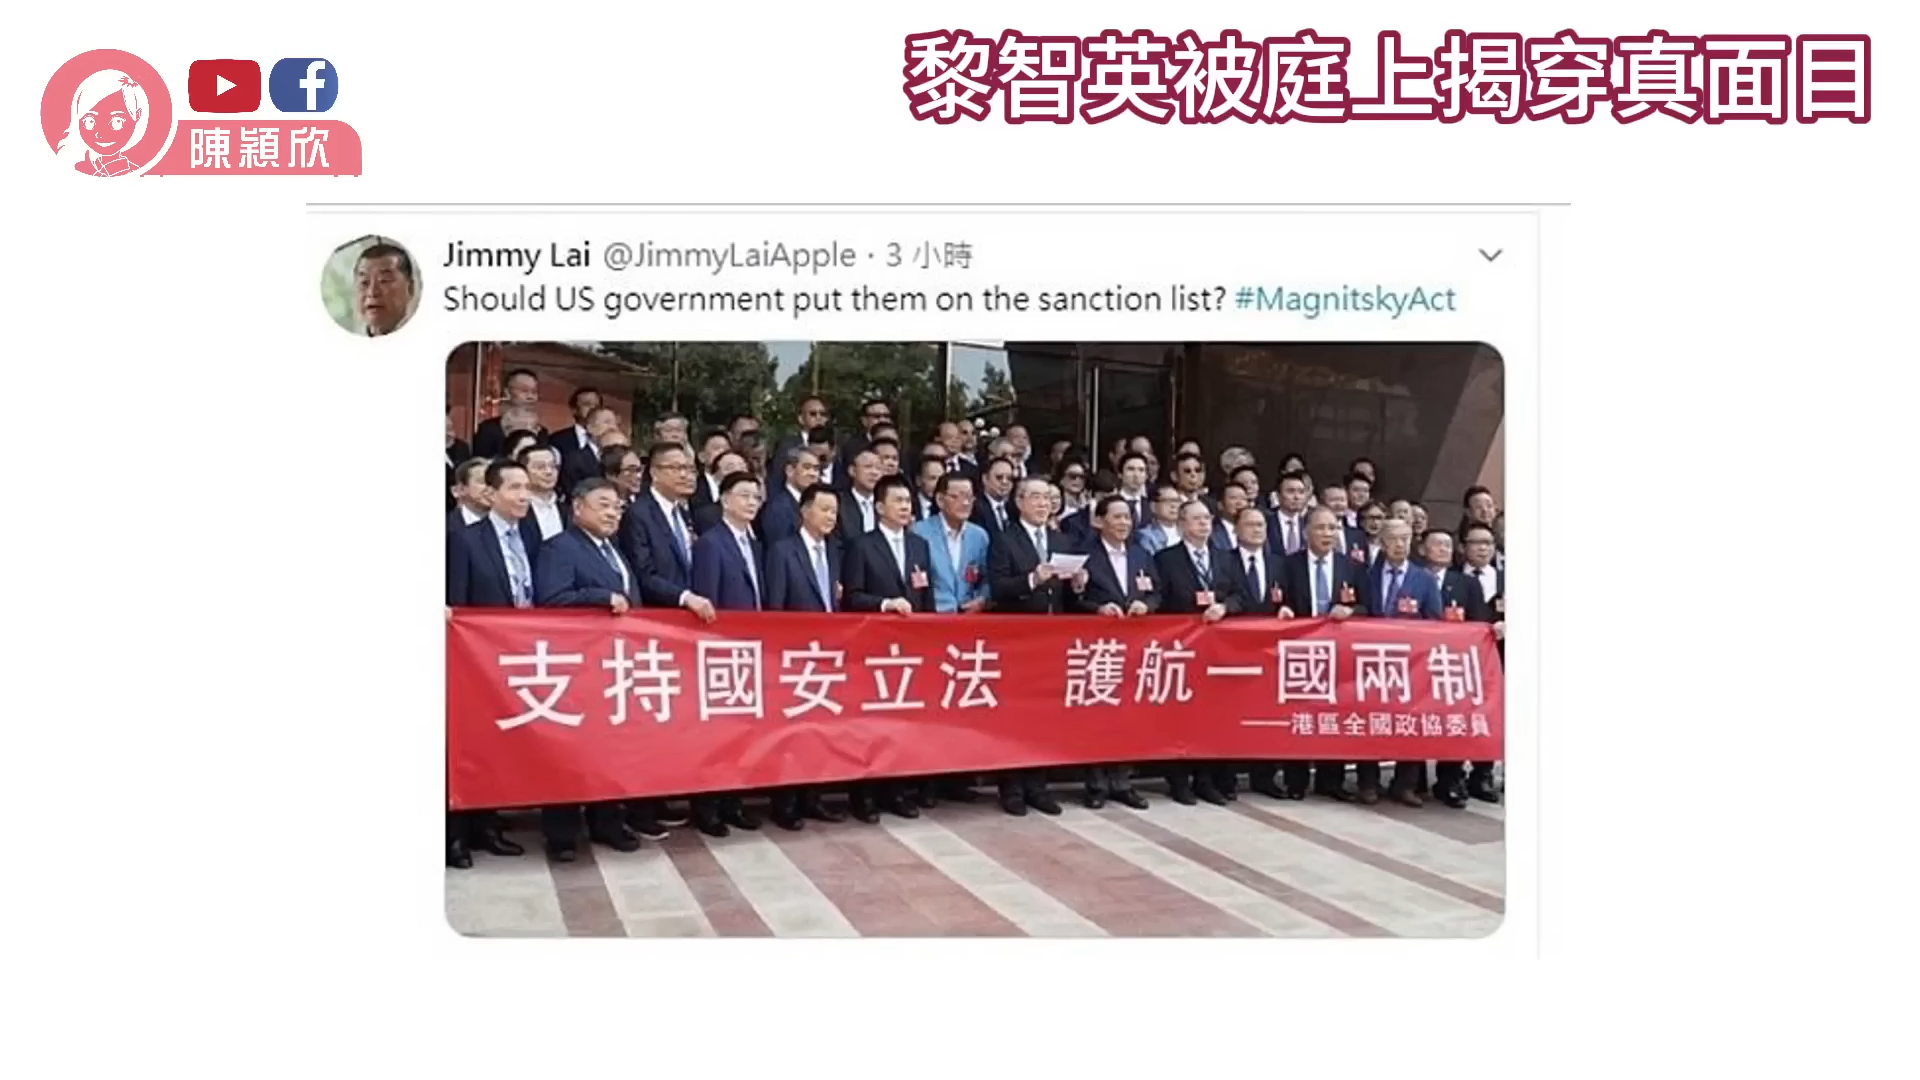 黎智英被庭上揭穿真面目
陳穎欣
Jimmy Lai @JimmyLaiApple · 3 小時
Should US government put them on the sanction list? #MagnitskyAct
支持國安立法 護航一國兩制
——港區全國政協委員